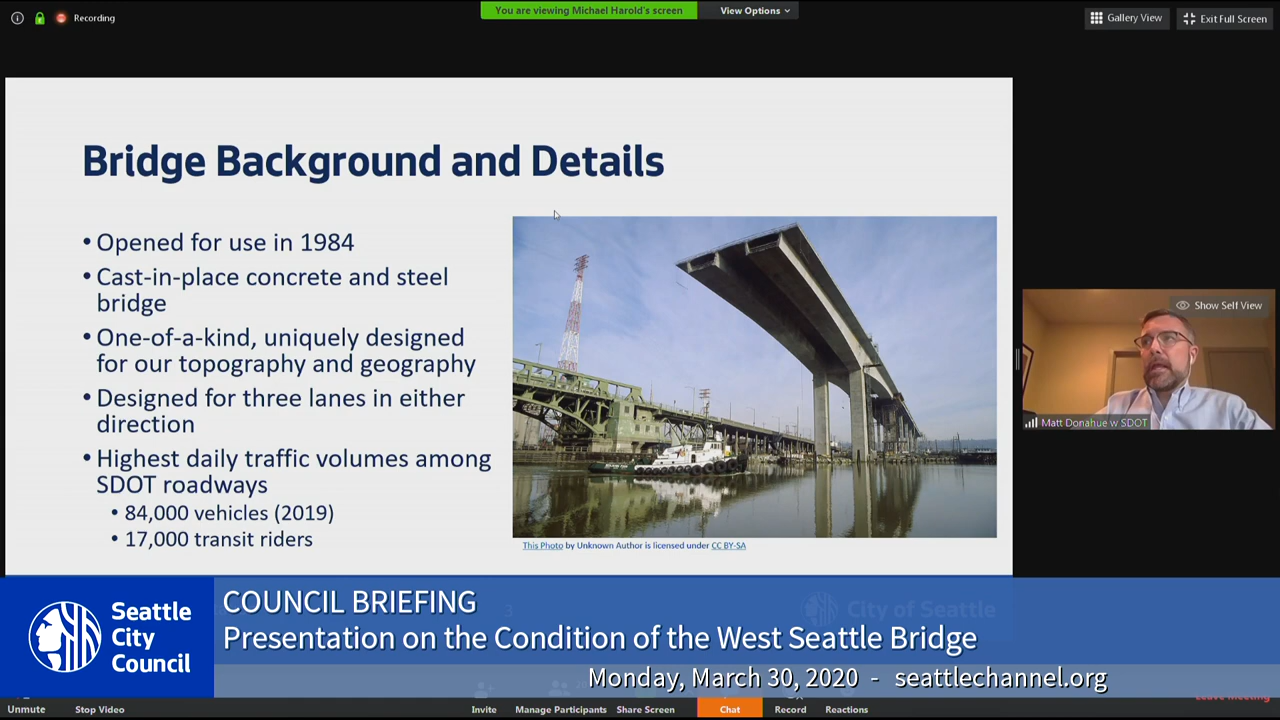 Recording
You are viewing Michael Harold's screen
View Options
Gallery View
Exit Full Screen
Bridge Background and Details
• Opened for use in 1984
• Cast-in-place concrete and steel
bridge
• One-of-a-kind, uniquely designed
for our topography and geography
• Designed for three lanes in either
direction
• Highest daily traffic volumes among
SDOT roadways
• 84,000 vehicles (2019)
• 17,000 transit riders
This Photo by Unknown Author is licensed under CC BY-SA
Show Self View
Matt Donahue w SDOT
3
City of Seattle
Seattle
City
Council
COUNCIL BRIEFING
Presentation on the Condition of the West Seattle Bridge
Monday, March 30, 2020 - seattlechannel.org
Leave Meeting
Unmute
Stop Video
Invite
Manage Participants
Share Screen
Chat
Record
Reactions